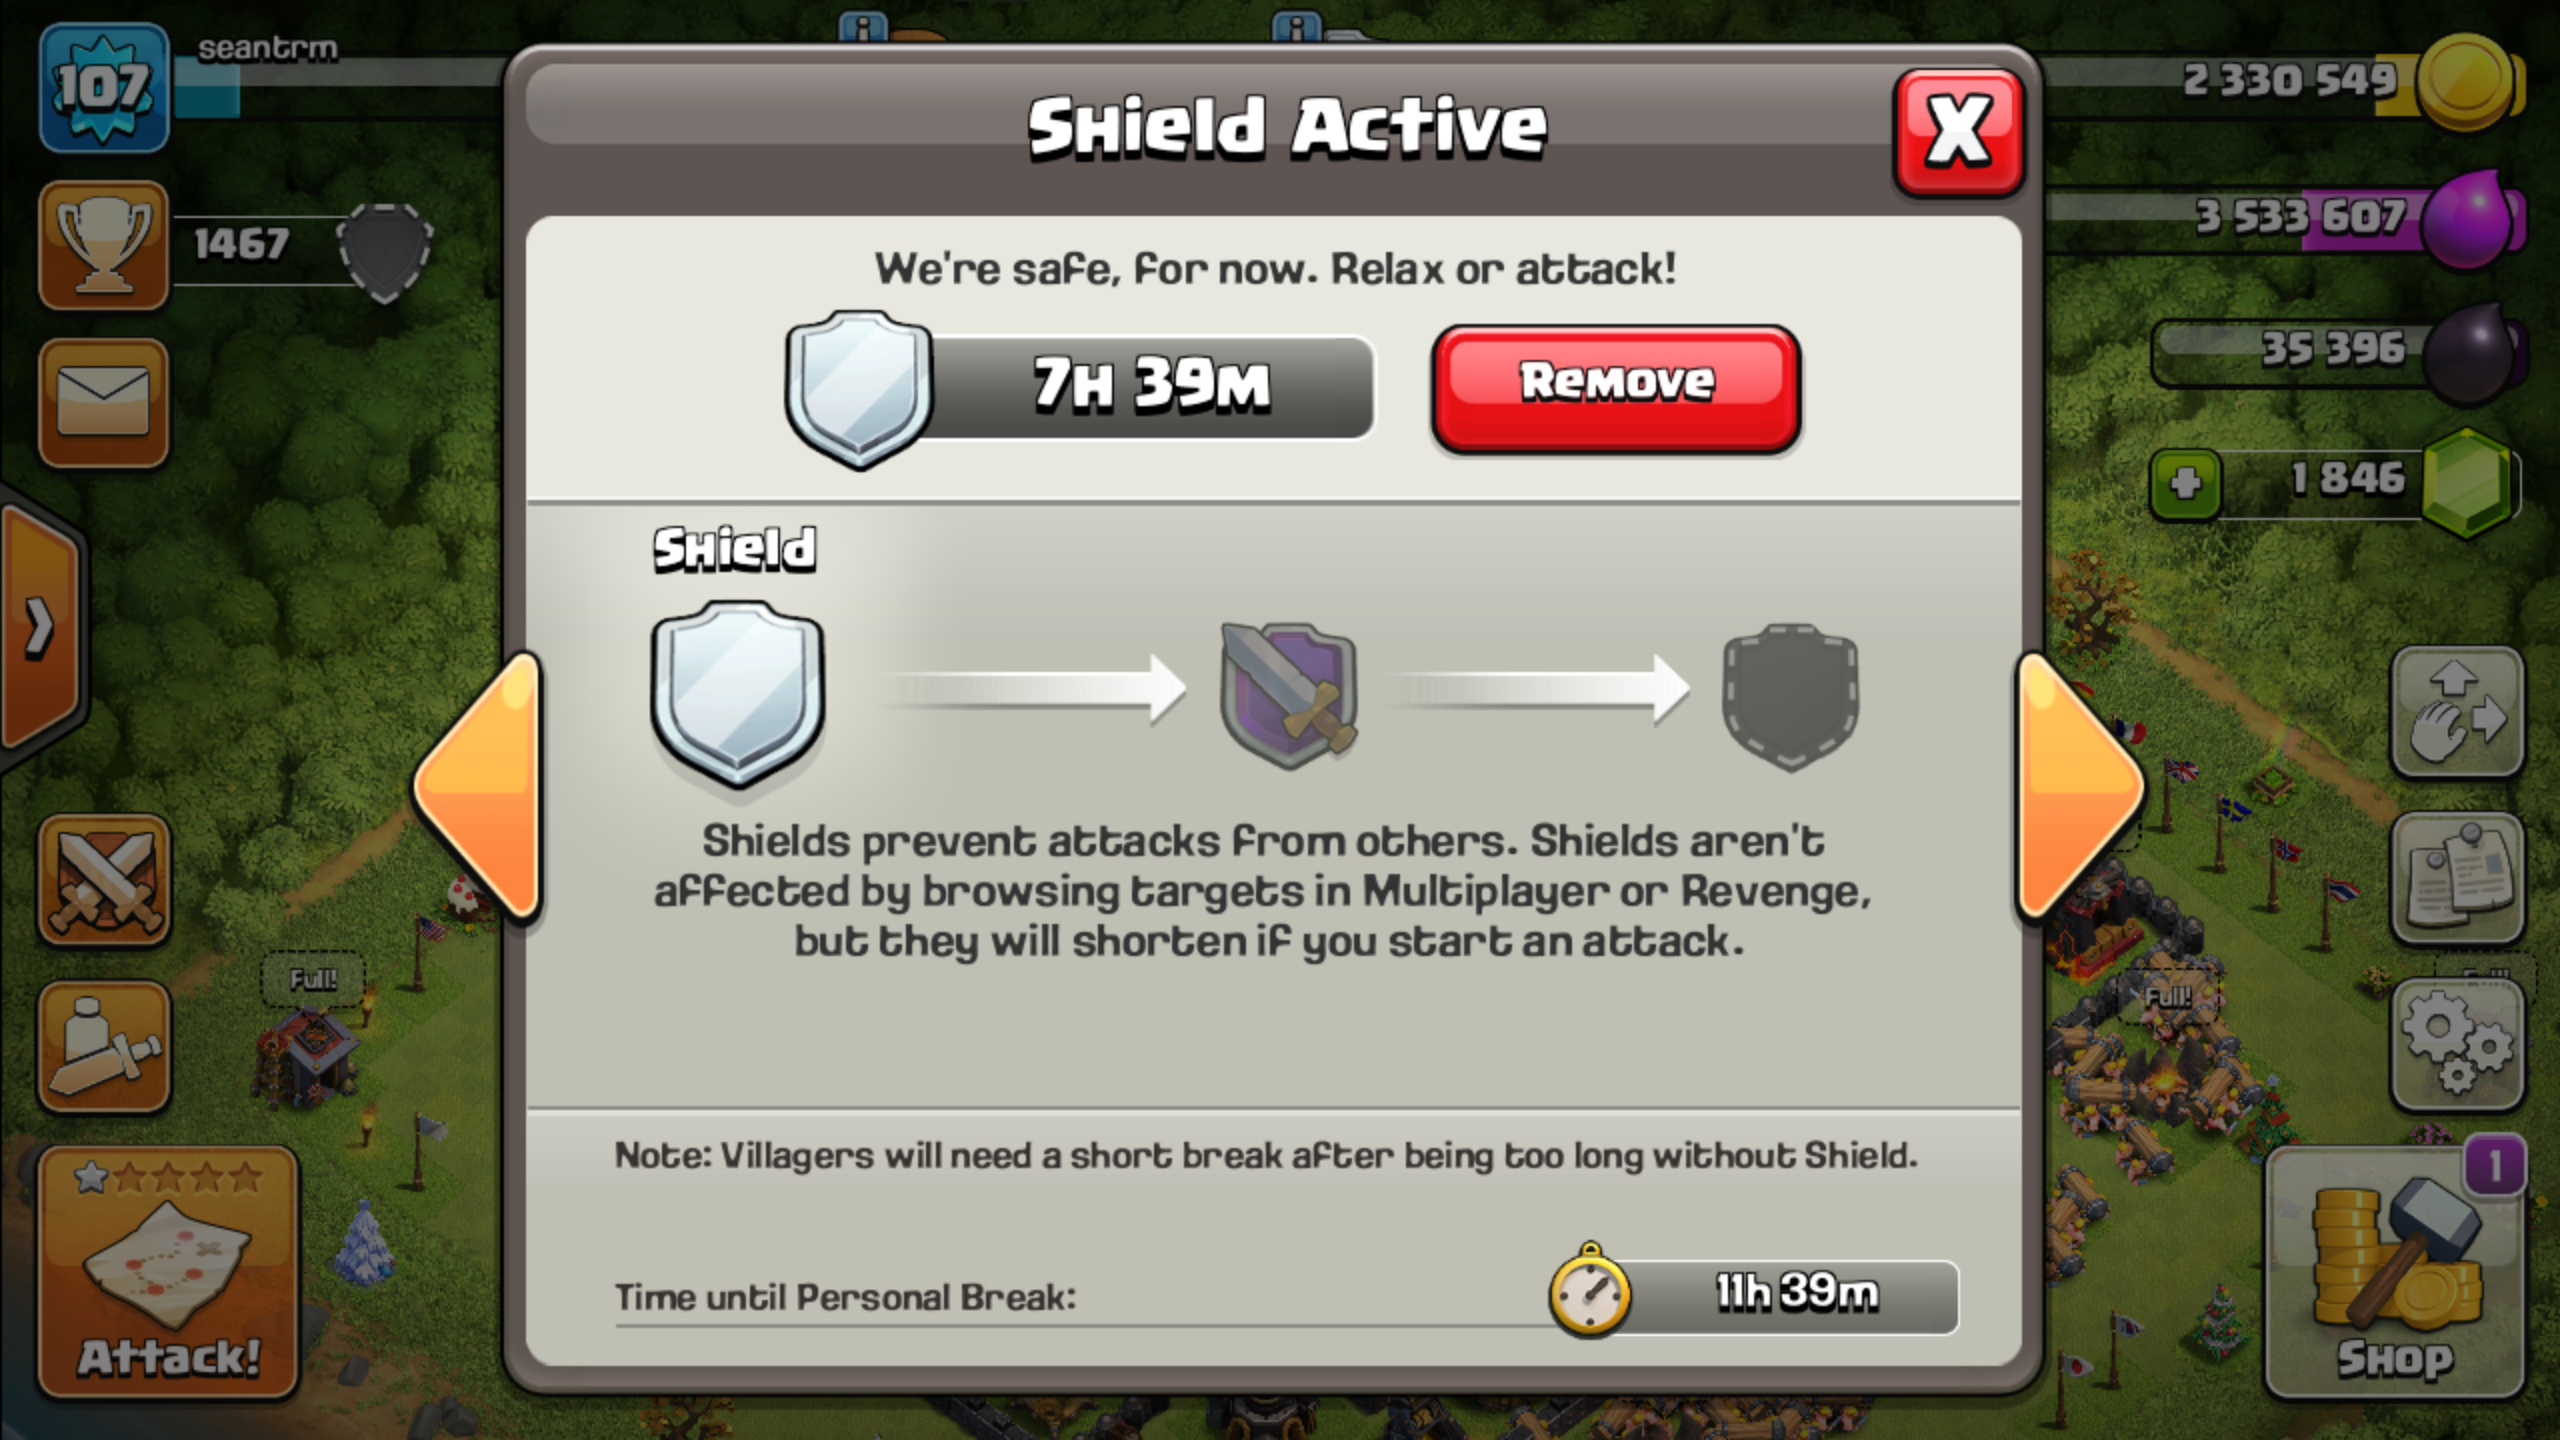 107
seantrm
1467
2 330 549
3 533 607
35 396
1 846
Shield Active
X
We're safe, for now. Relax or attack!
7H 39M
Remove
Shield
Shields prevent attacks from others. Shields aren't
affected by browsing targets in Multiplayer or Revenge,
but they will shorten if you start an attack.
Full!
Full!
Note: Villagers will need a short break after being too long without Shield.
Time until Personal Break:
11h 39m
Attack!
1
Shop